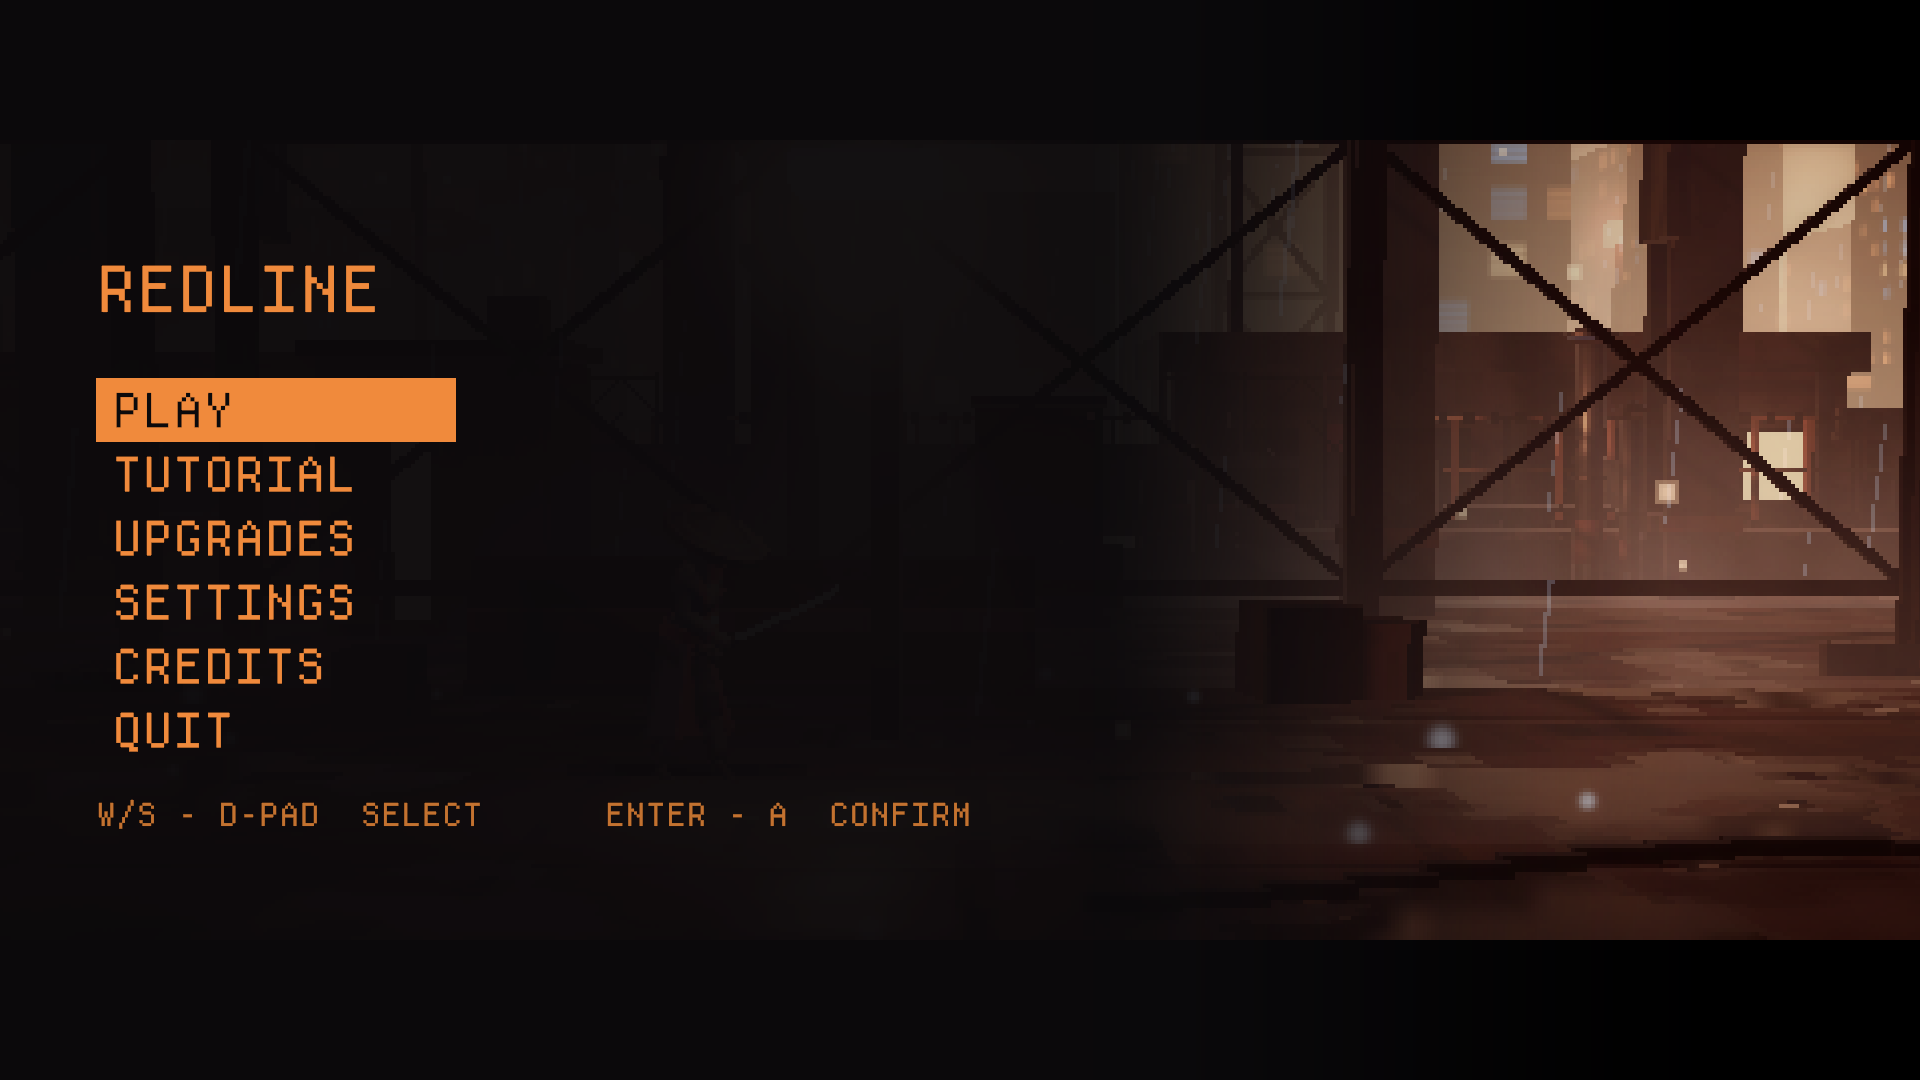 REDLINE
PLAY
TUTORIAL
UPGRADES
SETTINGS
CREDITS
QUIT
W/S - D-PAD SELECT ENTER - A CONFIRM